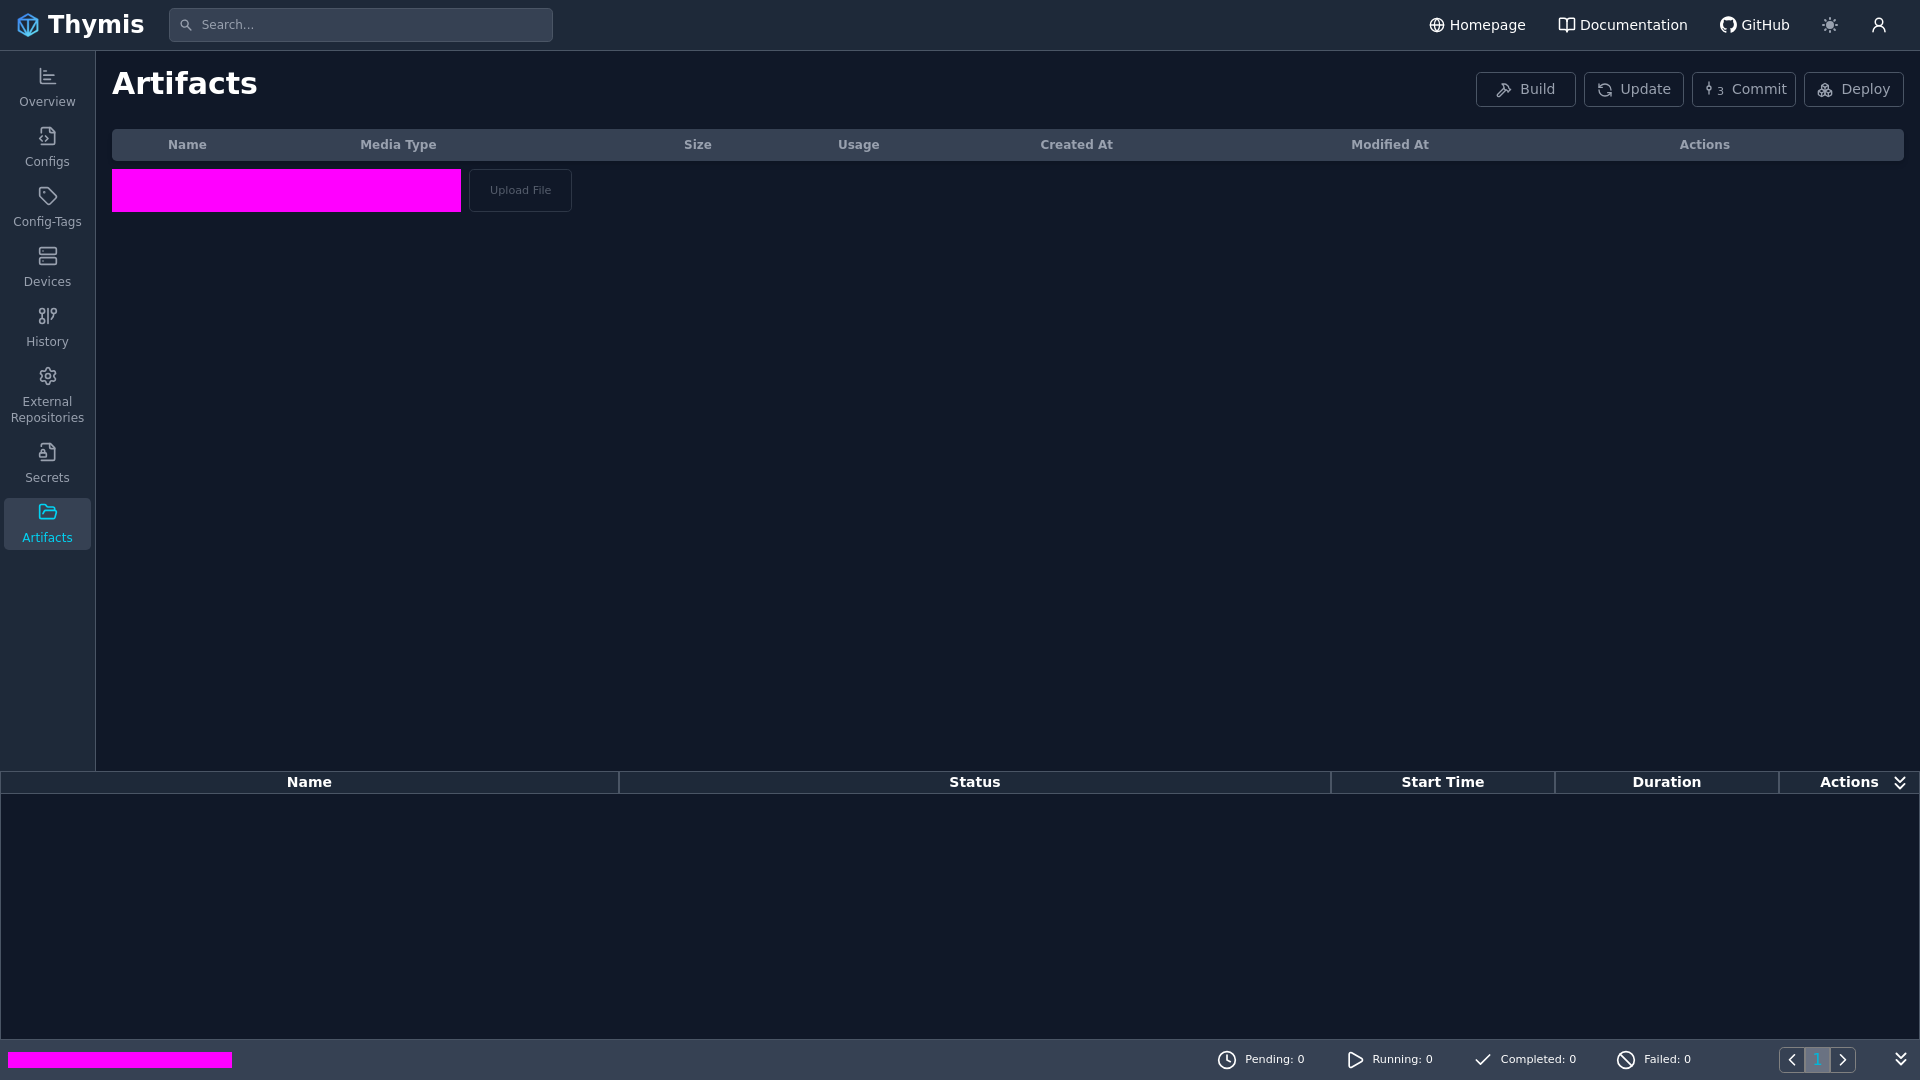 Thymis
Search...
Homepage
Documentation
GitHub
Overview
Configs
Config-Tags
Devices
History
External
Repositories
Secrets
Artifacts
Artifacts
Build
Update
3 Commit
Deploy
Name Media Type Size Usage Created At Modified At Actions
Upload File
Name Status Start Time Duration Actions
Pending: 0
Running: 0
Completed: 0
Failed: 0
1